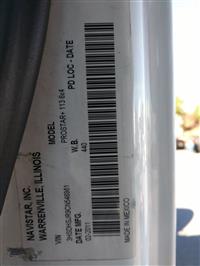 NAVISTAR, INC.
WARRENVILLE, ILLINOIS
MODEL
PROSTAR+ 113 6x4
PD LOC - DATE
W.B.
440
VIN
DATE MFG.
02/2011
MADE IN MEXICO